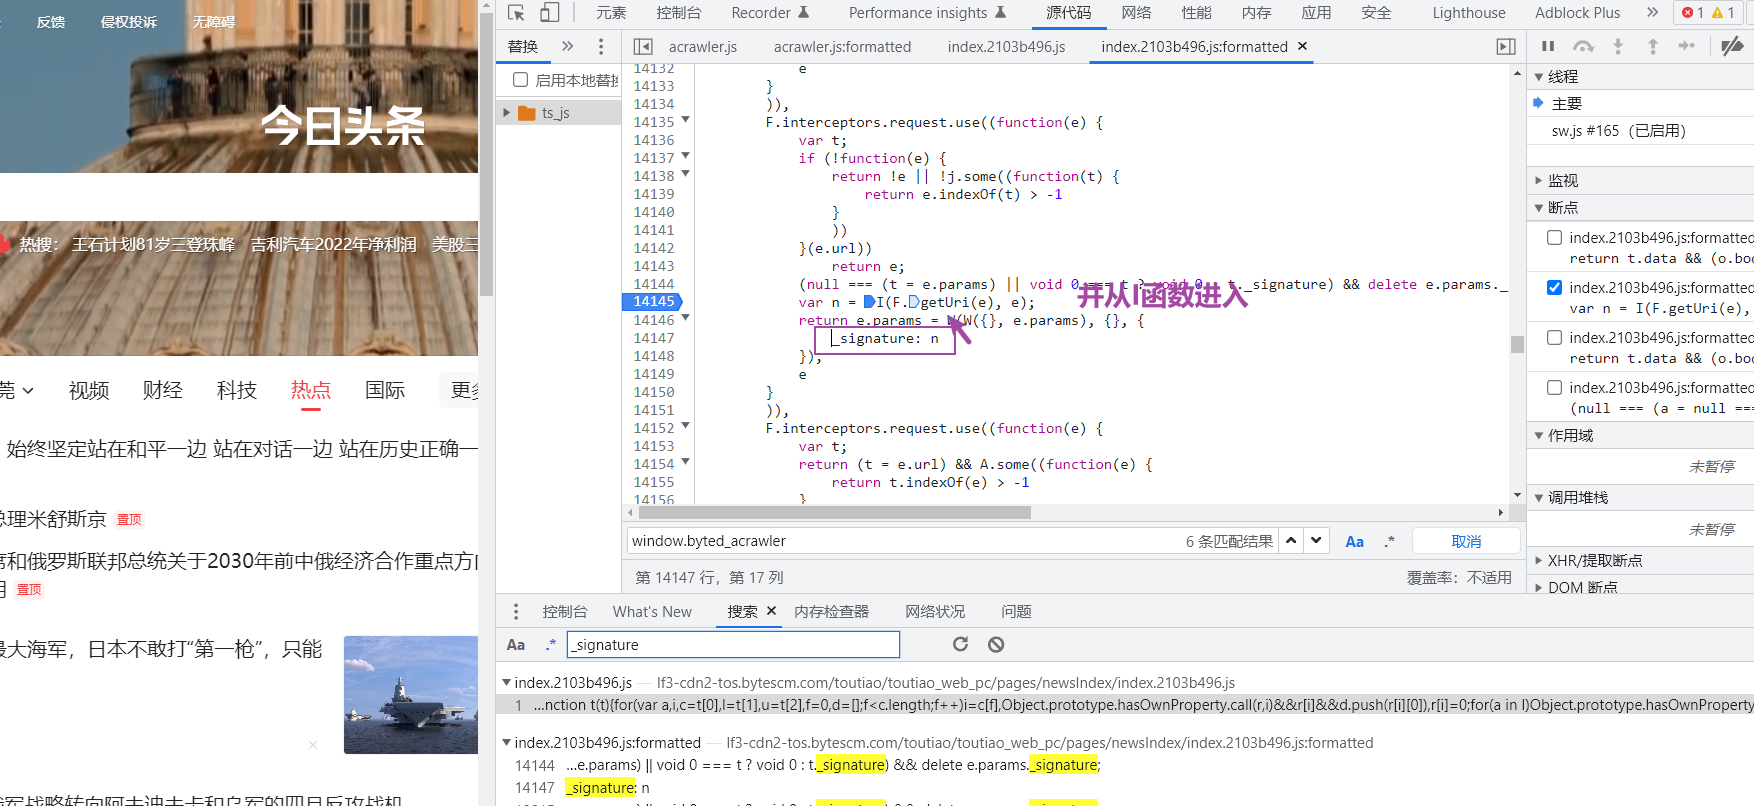 反馈
侵权投诉
无障碍
今日头条
热搜： 王石计划81岁三登珠峰 吉利汽车2022年净利润 美股三
莞
视频
财经
科技
热点
国际
更多
始终坚定站在和平一边 站在对话一边 站在历史正确一
总理米舒斯京 置顶
席和俄罗斯联邦总统关于2030年前中俄经济合作重点方向
明 置顶
最大海军，日本不敢打“第一枪”，只能
元素
控制台
Recorder
Performance insights
源代码
网络
性能
内存
应用
安全
Lighthouse
Adblock Plus
1
1
替换
acrawler.js
acrawler.js:formatted
index.2103b496.js
index.2103b496.js:formatted
启用本地替换
ts_js
14132 e
14133 }
14134 )),
14135 F.interceptors.request.use((function(e) {
14136 var t;
14137 if (!function(e) {
14138 return !e || !j.some((function(t) {
14139 return e.indexOf(t) > -1
14140 }
14141 ))
14142 }(e.url))
14143 return e;
14144 (null === (t = e.params) || void 0 === t ? void 0 : t._signature) && delete e.params._
14145 var n = I(F.getUri(e), e);
并从I函数进入
14146 return e.params = W(W({}, e.params), {}, {
14147 _signature: n
14148 }),
14149 e
14150 }
14151 )),
14152 F.interceptors.request.use((function(e) {
14153 var t;
14154 return (t = e.url) && A.some((function(e) {
14155 return t.indexOf(e) > -1
14156 }
window.byted_acrawler
6 条匹配结果
Aa
.*
取消
第 14147 行，第 17 列
覆盖率：不适用
线程
主要
sw.js #165（已启用）
监视
断点
index.2103b496.js:formatted
return t.data && (o.bod
index.2103b496.js:formatted
var n = I(F.getUri(e),
index.2103b496.js:formatted
return t.data && (o.bod
index.2103b496.js:formatted
(null === (a = null ===
作用域
未暂停
调用堆栈
未暂停
XHR/提取断点
DOM 断点
控制台
What's New
搜索
内存检查器
网络状况
问题
Aa
.*
_signature
index.2103b496.js — lf3-cdn2-tos.bytescm.com/toutiao/toutiao_web_pc/pages/newsIndex/index.2103b496.js
1 …nction t(t){for(var a,i,c=t[0],l=t[1],u=t[2],f=0,d=[];f<c.length;f++)i=c[f],Object.prototype.hasOwnProperty.call(r,i)&&r[i]&&d.push(r[i][0]),r[i]=0;for(a in l)Object.prototype.hasOwnProperty
index.2103b496.js:formatted — lf3-cdn2-tos.bytescm.com/toutiao/toutiao_web_pc/pages/newsIndex/index.2103b496.js:formatted
14144 …e.params) || void 0 === t ? void 0 : t._signature) && delete e.params._signature;
14147 _signature: n